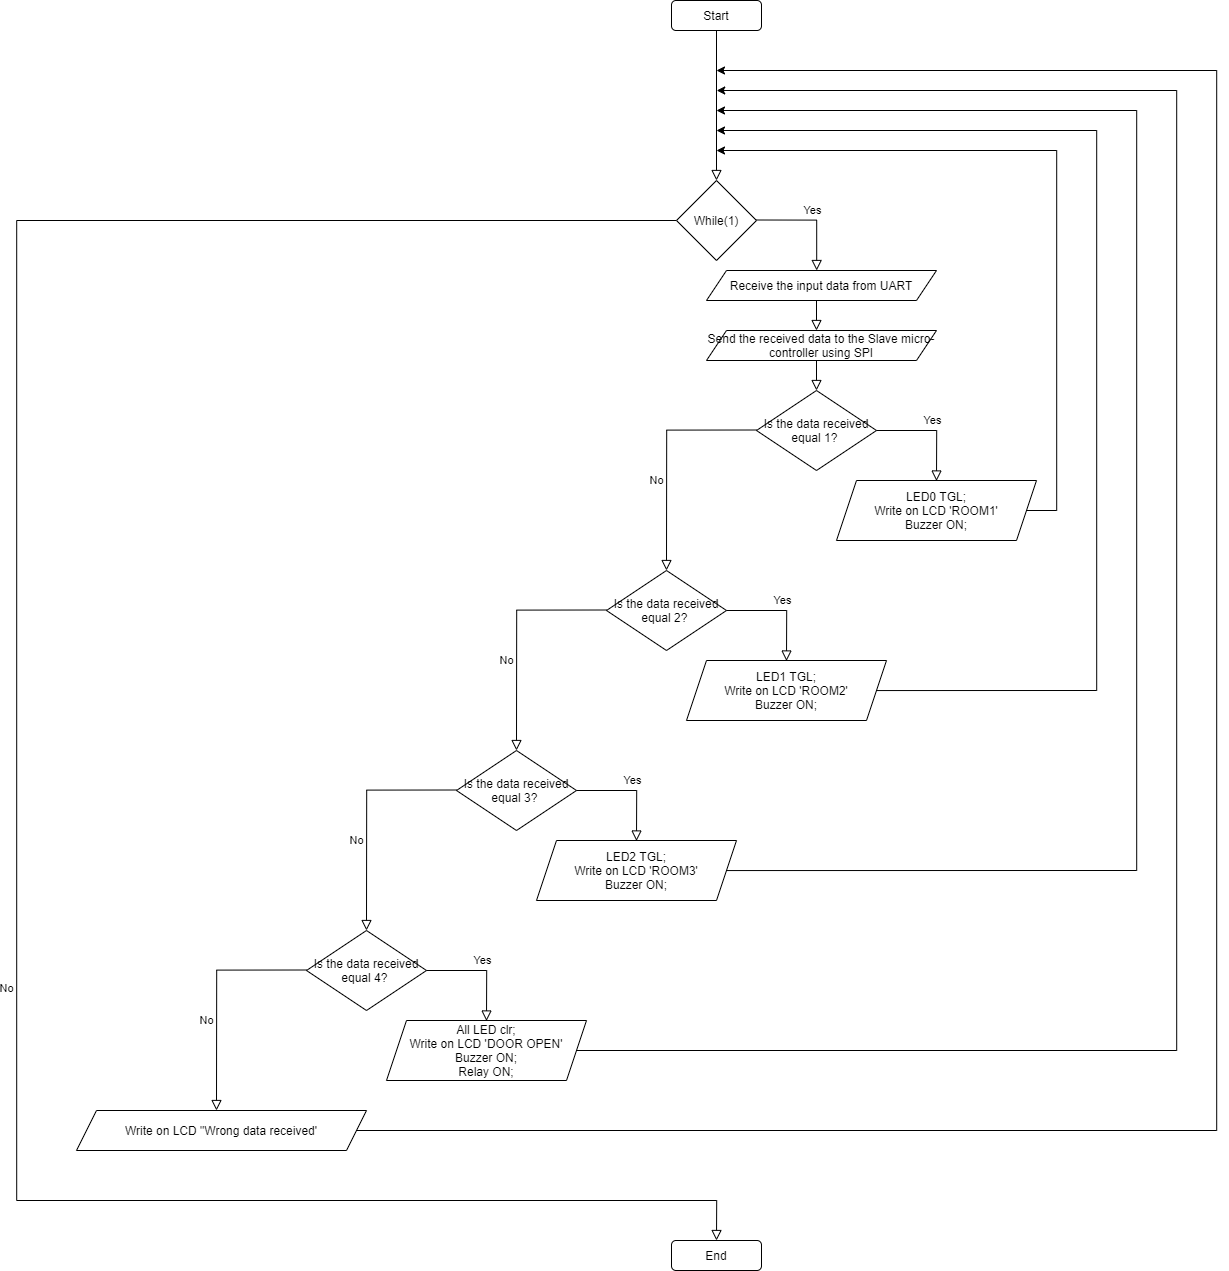 Start
While(1)
Yes
Receive the input data from UART
Send the received data to the Slave micro-
controller using SPI
Is the data received
equal 1?
Yes
No
LED0 TGL;
Write on LCD 'ROOM1'
Buzzer ON;
Is the data received
equal 2?
Yes
No
LED1 TGL;
Write on LCD 'ROOM2'
Buzzer ON;
Is the data received
equal 3?
Yes
No
LED2 TGL;
Write on LCD 'ROOM3'
Buzzer ON;
Is the data received
equal 4?
Yes
No
No
All LED clr;
Write on LCD 'DOOR OPEN'
Buzzer ON;
Relay ON;
Write on LCD "Wrong data received'
End